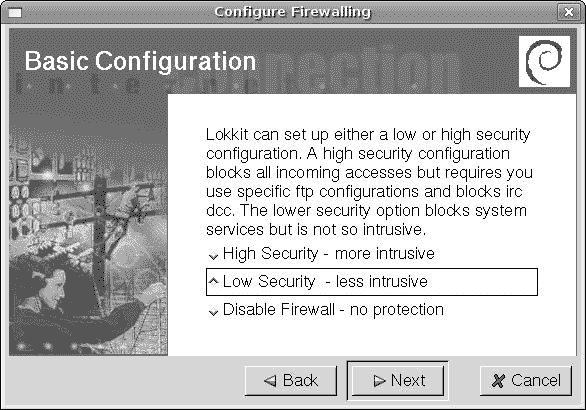 Configure Firewalling
Basic Configuration
Lokkit can set up either a low or high security
configuration. A high security configuration
blocks all incoming accesses but requires you
use specific ftp configurations and blocks irc
dcc. The lower security option blocks system
services but is not so intrusive.
High Security - more intrusive
Low Security - less intrusive
Disable Firewall - no protection
Back
Next
Cancel